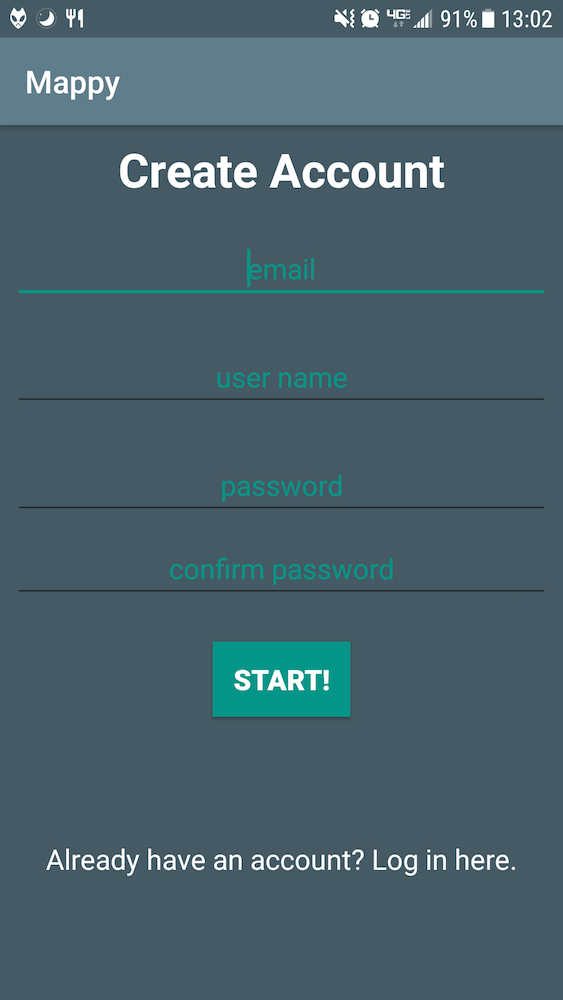 4GE 91% 13:02
Mappy
Create Account
email
user name
password
confirm password
START!
Already have an account? Log in here.